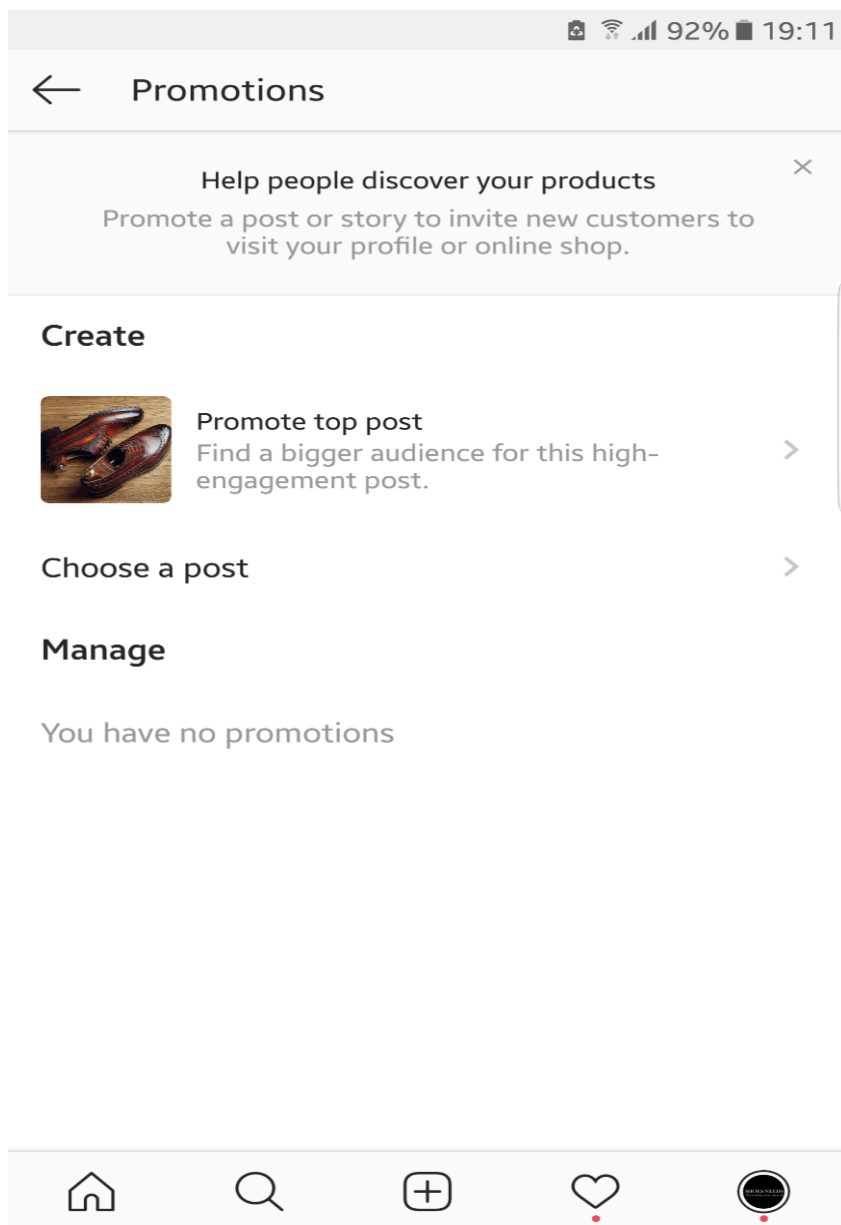 92% 19:11
Promotions
Help people discover your products
Promote a post or story to invite new customers to
visit your profile or online shop.
Create
Promote top post
Find a bigger audience for this high-
engagement post.
Choose a post
Manage
You have no promotions
SHOES NEEDS